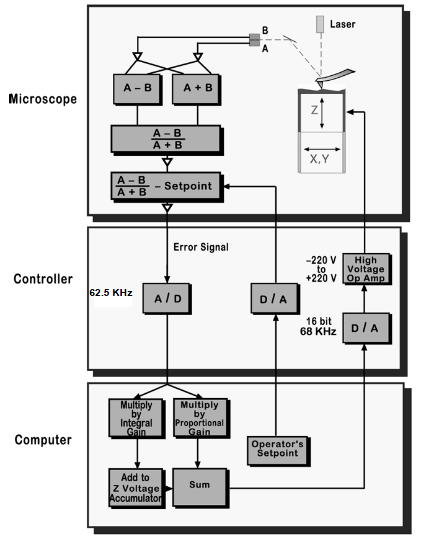 Laser
B
A
A – B
A + B
Microscope
Z
A – B
A + B
X,Y
A – B
A + B
– Setpoint
Error Signal
–220 V
to
+220 V
High
Voltage
Op Amp
Controller
62.5 KHz
A / D
D / A
16 bit
68 KHz
D / A
Multiply
by
Integral
Gain
Multiply
by
Proportional
Gain
Computer
Operator's
Setpoint
Add to
Z Voltage
Accumulator
Sum